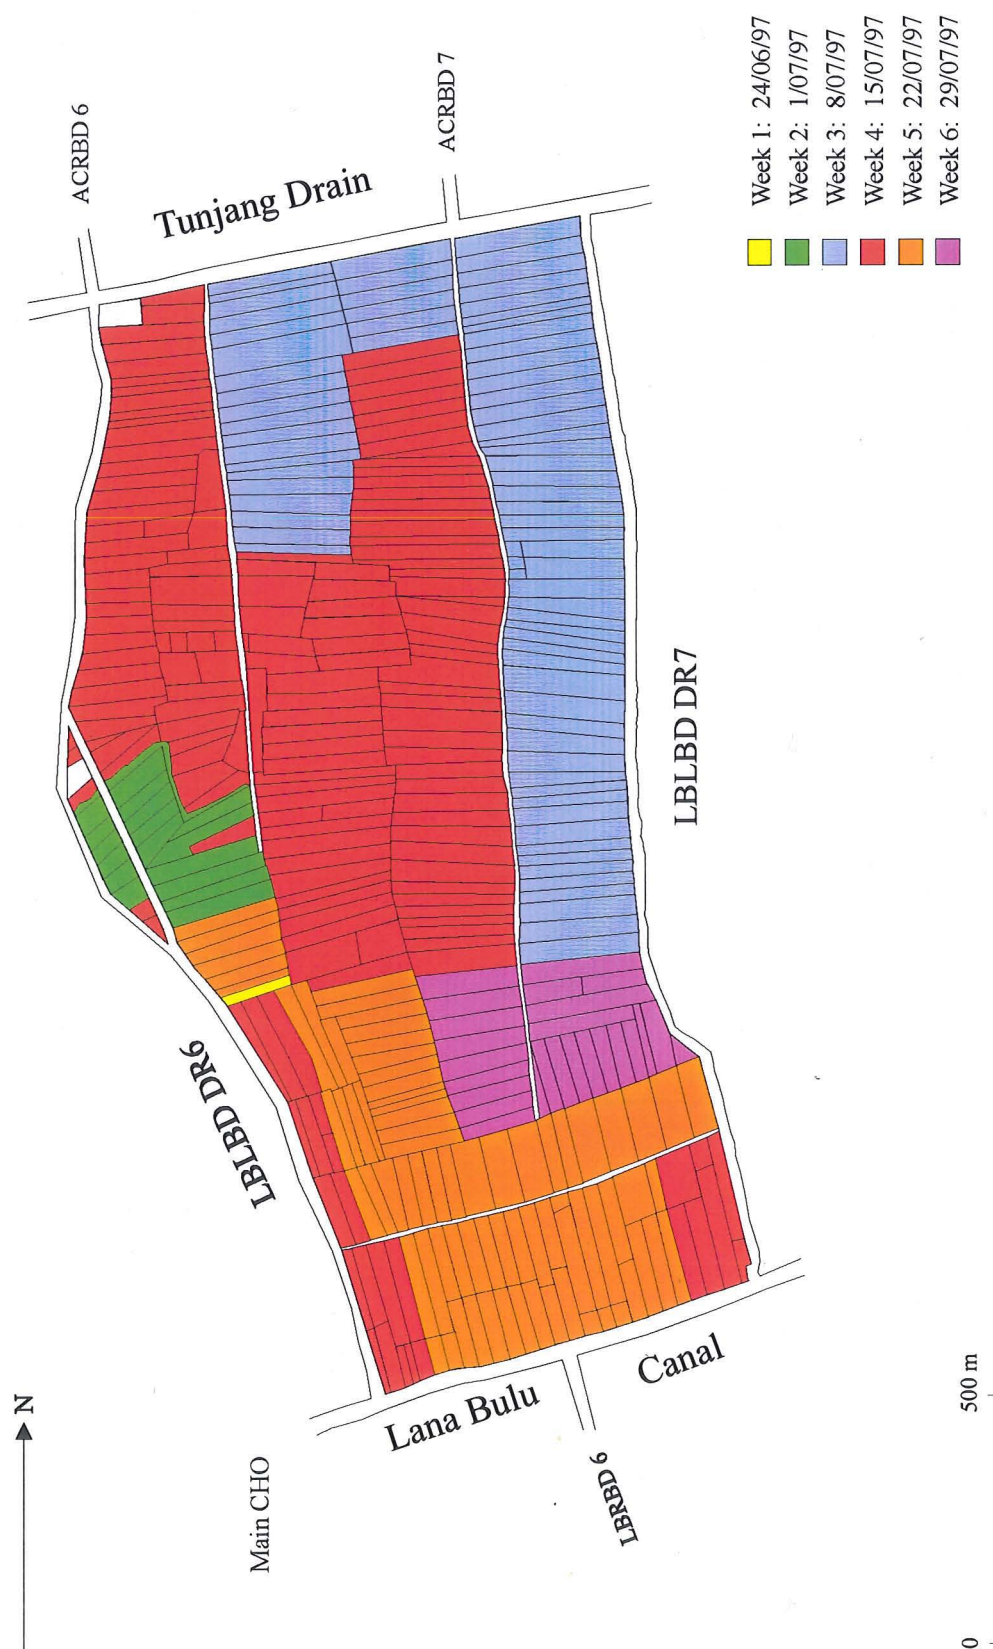 ACRBD 6
ACRBD 7
Tunjang Drain
Week 1: 24/06/97
Week 2: 1/07/97
Week 3: 8/07/97
Week 4: 15/07/97
Week 5: 22/07/97
Week 6: 29/07/97
LBLBD DR7
LBLBD DR6
Lana Bulu
Canal
LBRBD 6
Main CHO
N
0
500 m